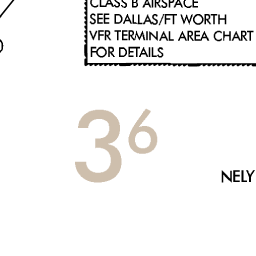 CLASS B AIRSPACE
SEE DALLAS/FT WORTH
VFR TERMINAL AREA CHART
FOR DETAILS
3⁶
NELY